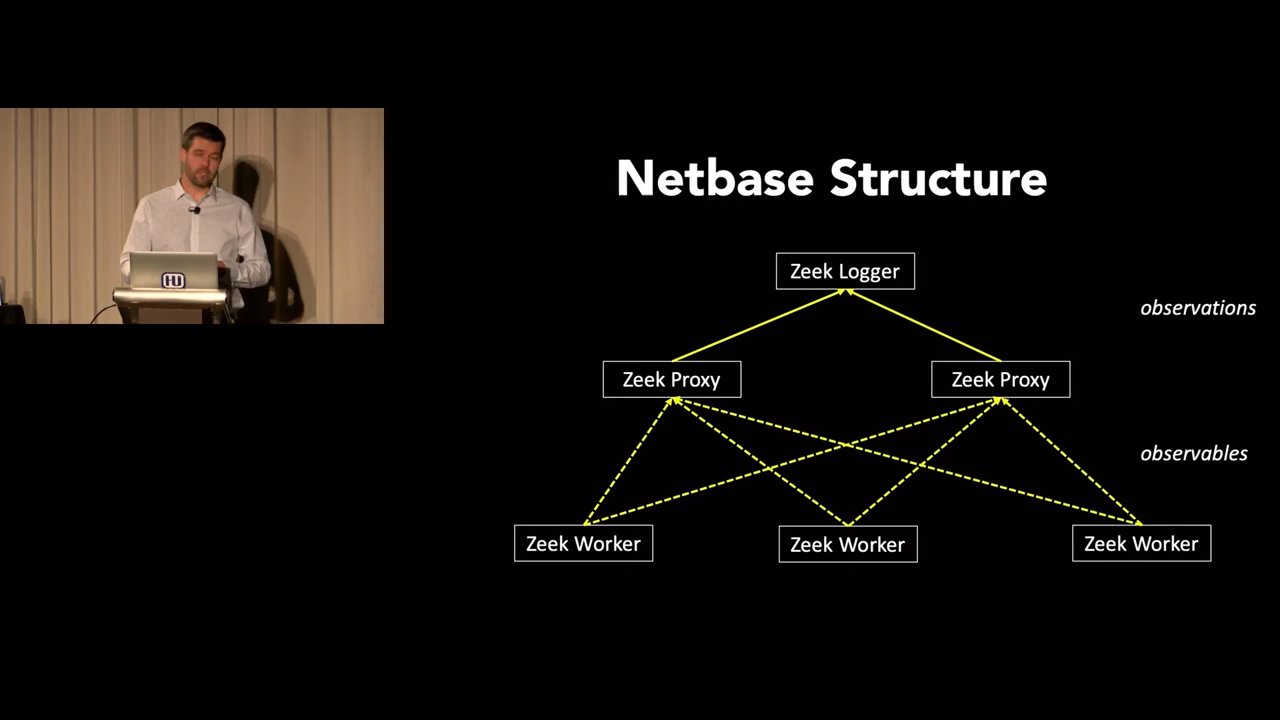 Netbase Structure
Zeek Logger
observations
Zeek Proxy
Zeek Proxy
observables
Zeek Worker
Zeek Worker
Zeek Worker